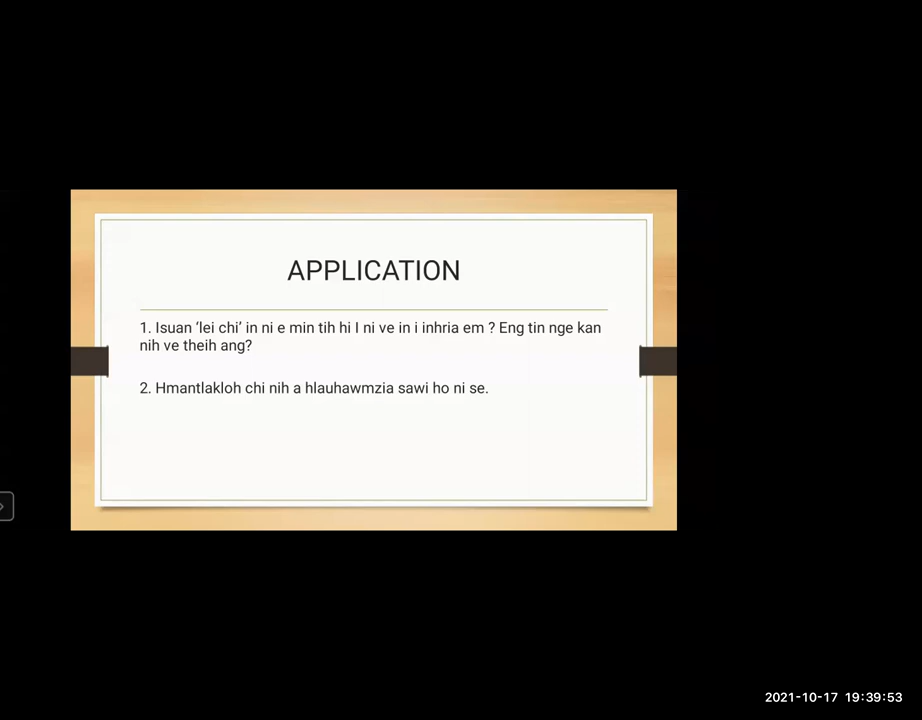 APPLICATION
1. Isuan ‘lei chi’ in ni e min tih hi I ni ve in i inhria em ? Eng tin nge kan
nih ve theih ang?
2. Hmantlakloh chi nih a hlauhawmzia sawi ho ni se.
2021-10-17 19:39:53